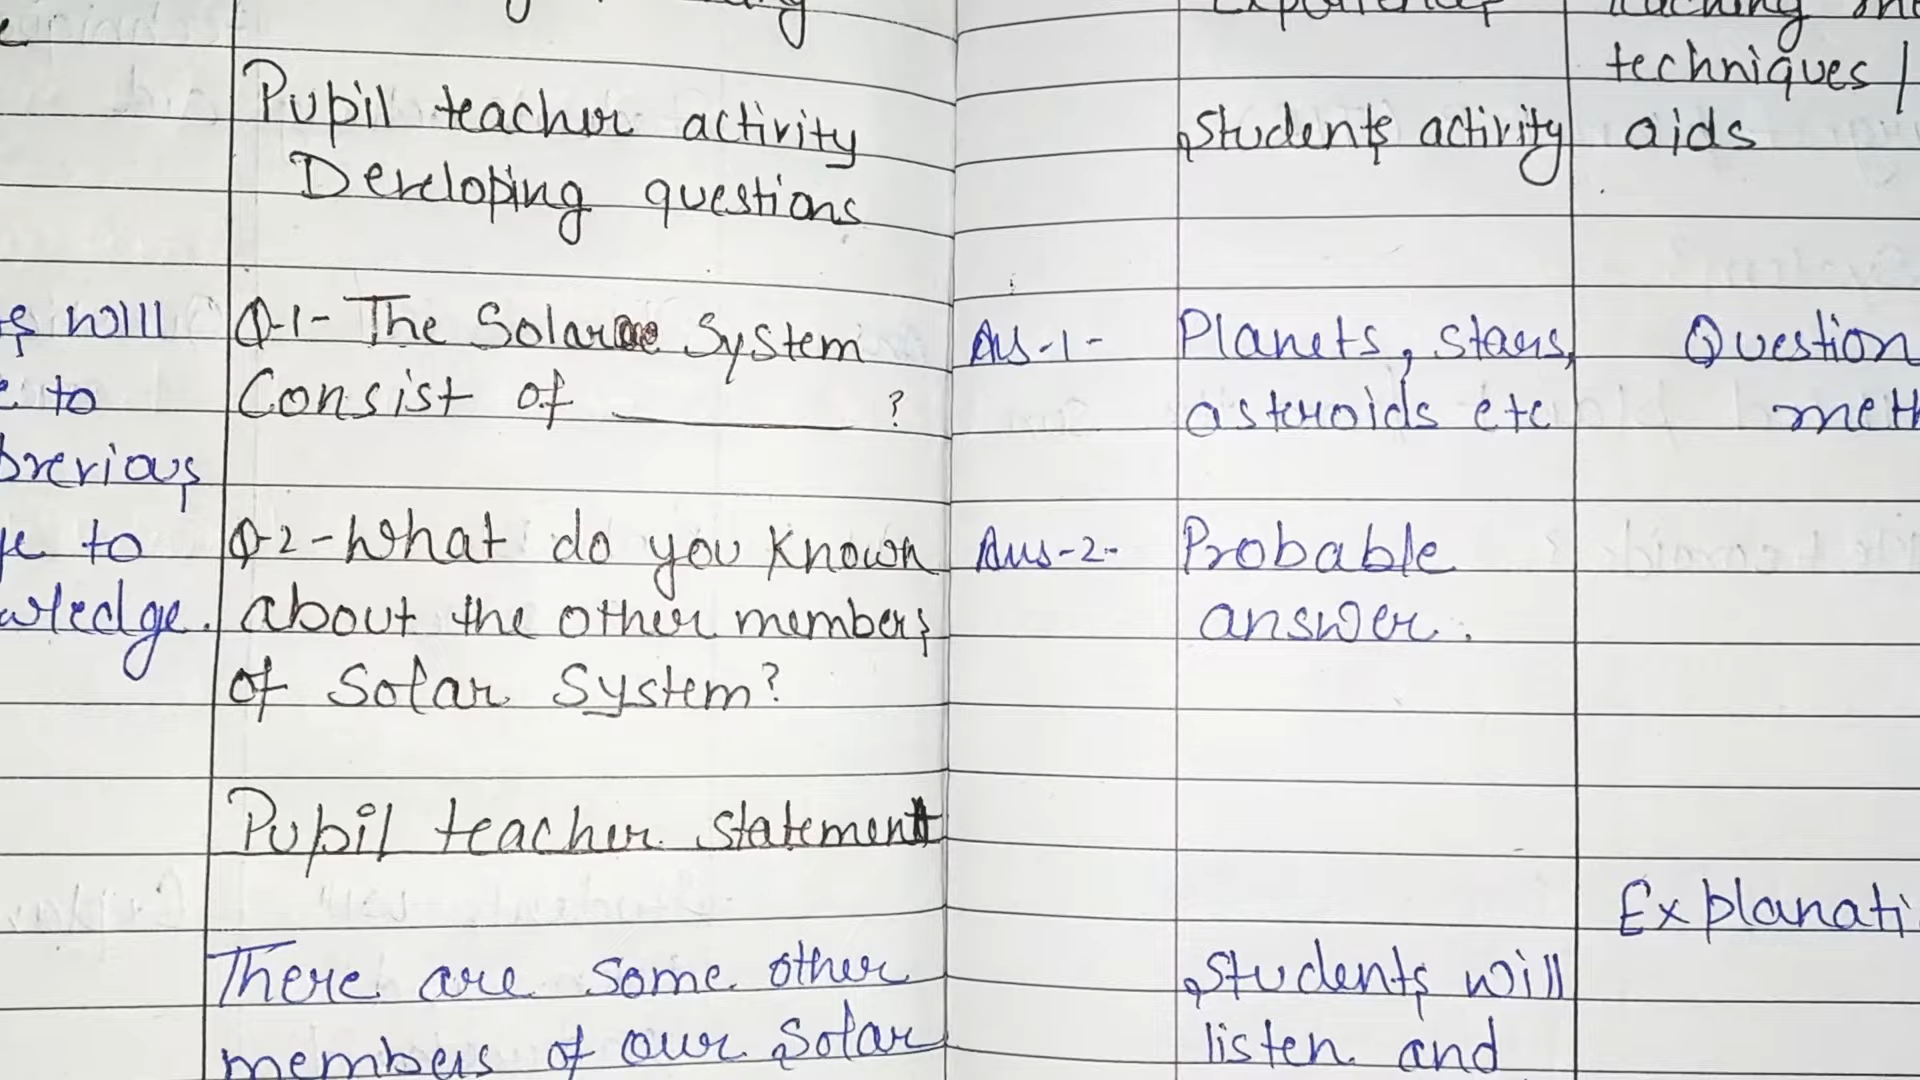 techniques /
Pupil teacher activity
Students activity
aids
Developing questions
will
Q-1- The Solar System
Ans-1-
Planets, stars,
Question
to
Consist of ________ ?
asteroids etc
previous
to
Q-2- What do you known
Ans-2-
Probable
about the other members
answer.
of Solar System?
Pupil teacher statement
There are some other
Students will
members of our Solar
listen and